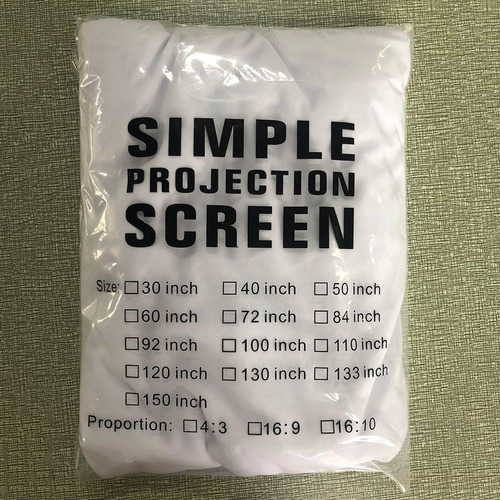 SIMPLE
PROJECTION
SCREEN
Size: □30 inch □40 inch □50 inch
□60 inch □72 inch □84 inch
□92 inch □100 inch □110 inch
□120 inch □130 inch □133 inch
□150 inch
Proportion: □4:3 □16:9 □16:10